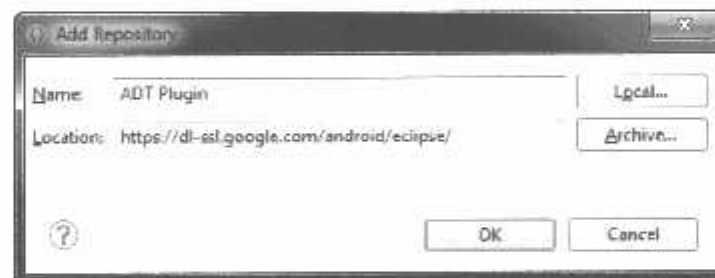 Add Repository
Name: ADT Plugin Local...
Location: https://dl-ssl.google.com/android/eclipse/ Archive...
OK Cancel